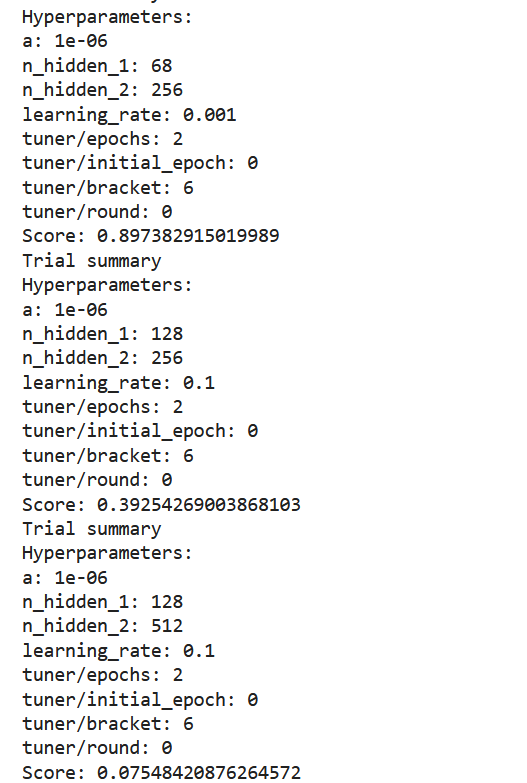 Hyperparameters:
a: 1e-06
n_hidden_1: 68
n_hidden_2: 256
learning_rate: 0.001
tuner/epochs: 2
tuner/initial_epoch: 0
tuner/bracket: 6
tuner/round: 0
Score: 0.897382915019989
Trial summary
Hyperparameters:
a: 1e-06
n_hidden_1: 128
n_hidden_2: 256
learning_rate: 0.1
tuner/epochs: 2
tuner/initial_epoch: 0
tuner/bracket: 6
tuner/round: 0
Score: 0.39254269003868103
Trial summary
Hyperparameters:
a: 1e-06
n_hidden_1: 128
n_hidden_2: 512
learning_rate: 0.1
tuner/epochs: 2
tuner/initial_epoch: 0
tuner/bracket: 6
tuner/round: 0
Score: 0.07548420876264572